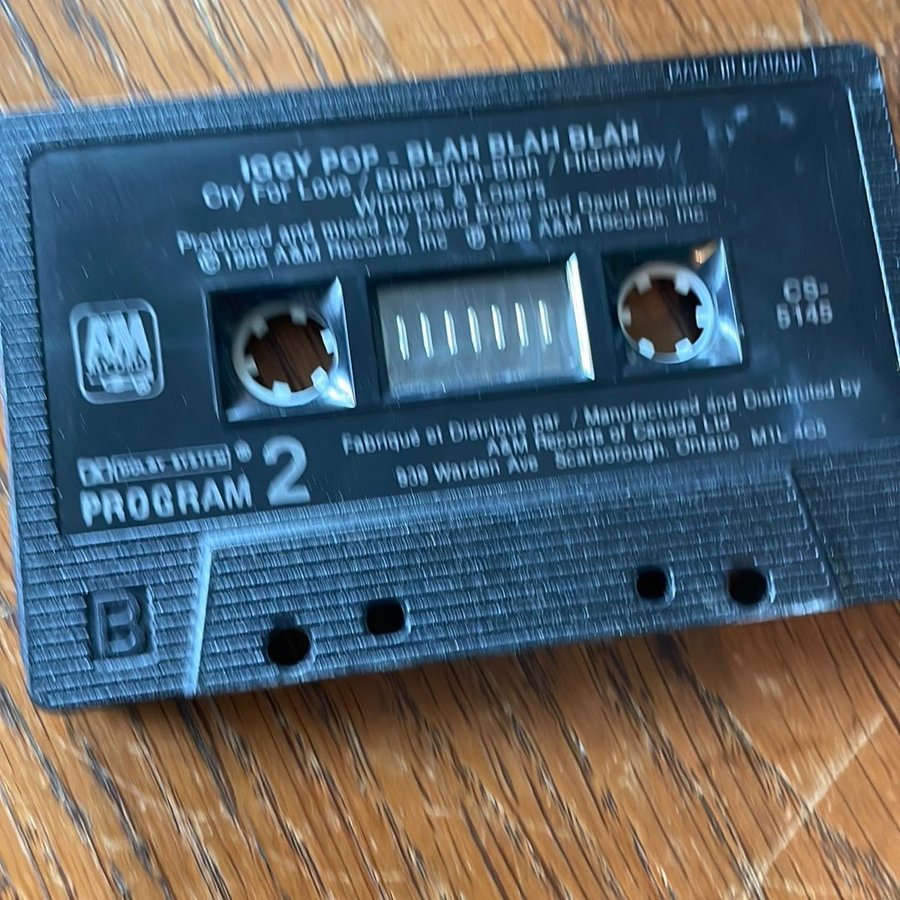 MADE IN CANADA
IGGY POP - BLAH BLAH BLAH
Cry For Love / Blah-Blah-Blah / Hideaway /
Winners & Losers
Produced and mixed by David Bowie and David Richards
℗ 1986 A&M Records, Inc © 1986 A&M Records, Inc.
CS-
5145
A&M
RECORDS
DOLBY SYSTEM ®
PROGRAM 2
Fabriqué et Distribué par / Manufactured and Distributed by
A&M Records of Canada Ltd
939 Warden Ave Scarborough, Ontario M1L
B